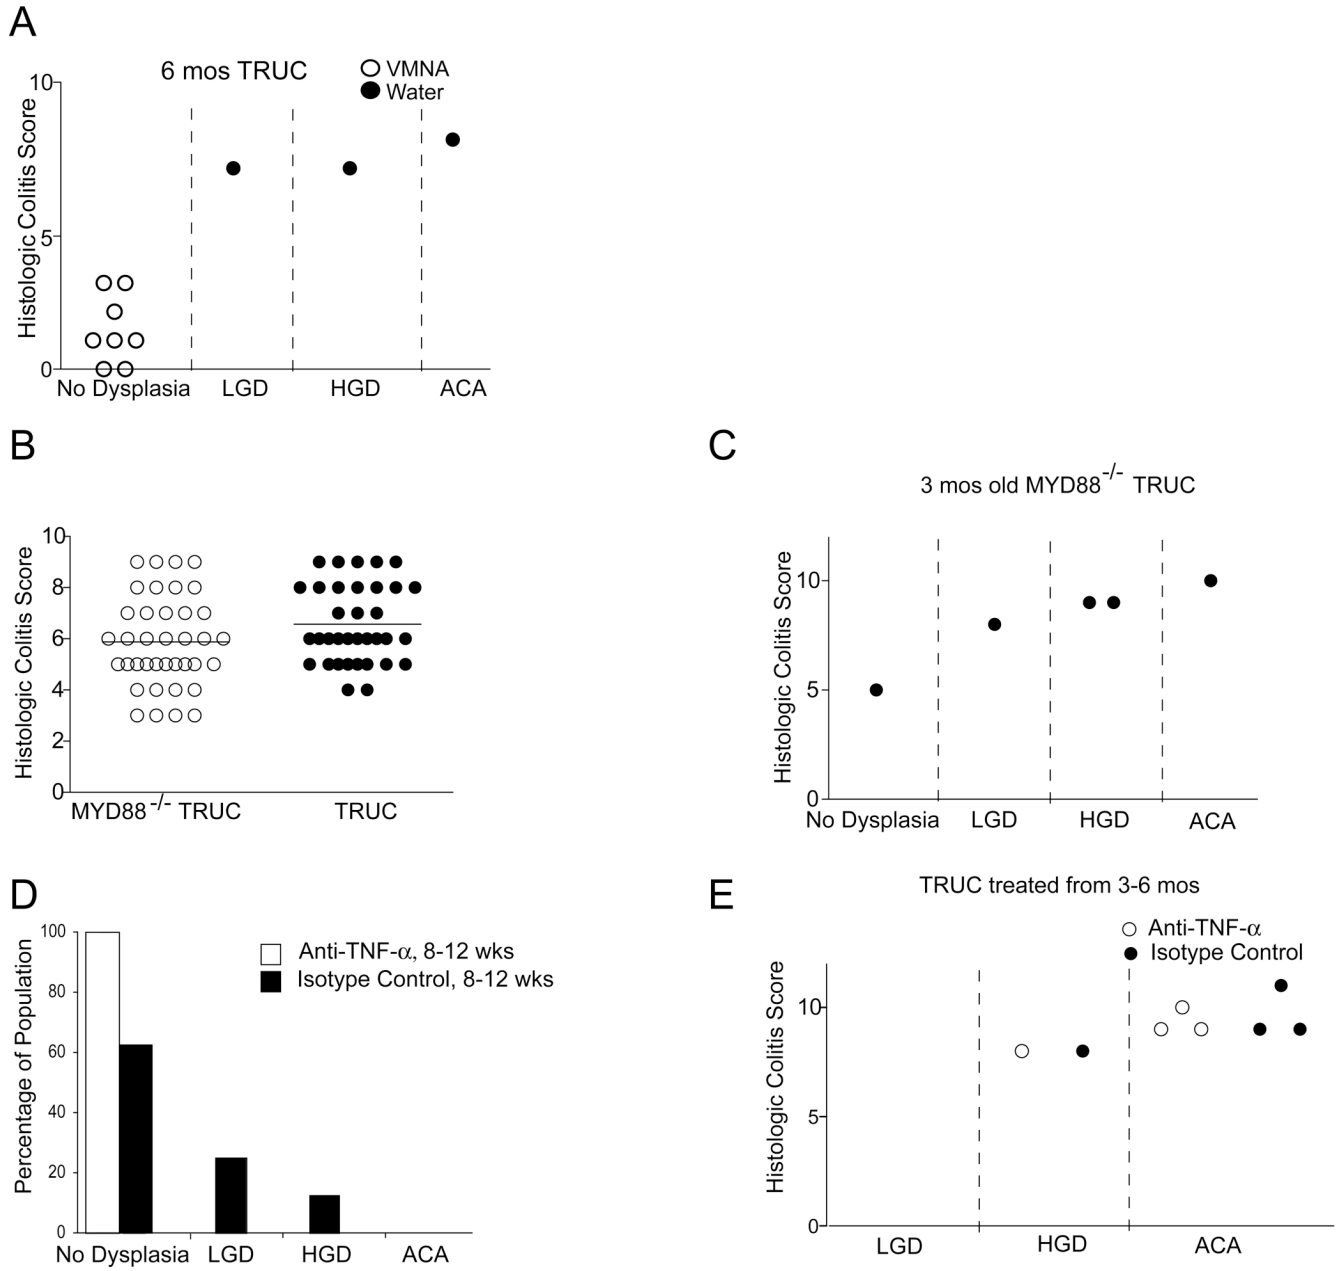 A
6 mos TRUC
VMNA
Water
Histologic Colitis Score
10
5
0
No Dysplasia LGD HGD ACA
B
Histologic Colitis Score
10
8
6
4
2
0
MYD88-/- TRUC TRUC
C
3 mos old MYD88-/- TRUC
Histologic Colitis Score
10
5
0
No Dysplasia LGD HGD ACA
D
Anti-TNF-α, 8-12 wks
Isotype Control, 8-12 wks
Percentage of Population
100
80
60
40
20
0
No Dysplasia LGD HGD ACA
E
TRUC treated from 3-6 mos
Anti-TNF-α
Isotype Control
Histologic Colitis Score
10
5
0
LGD HGD ACA